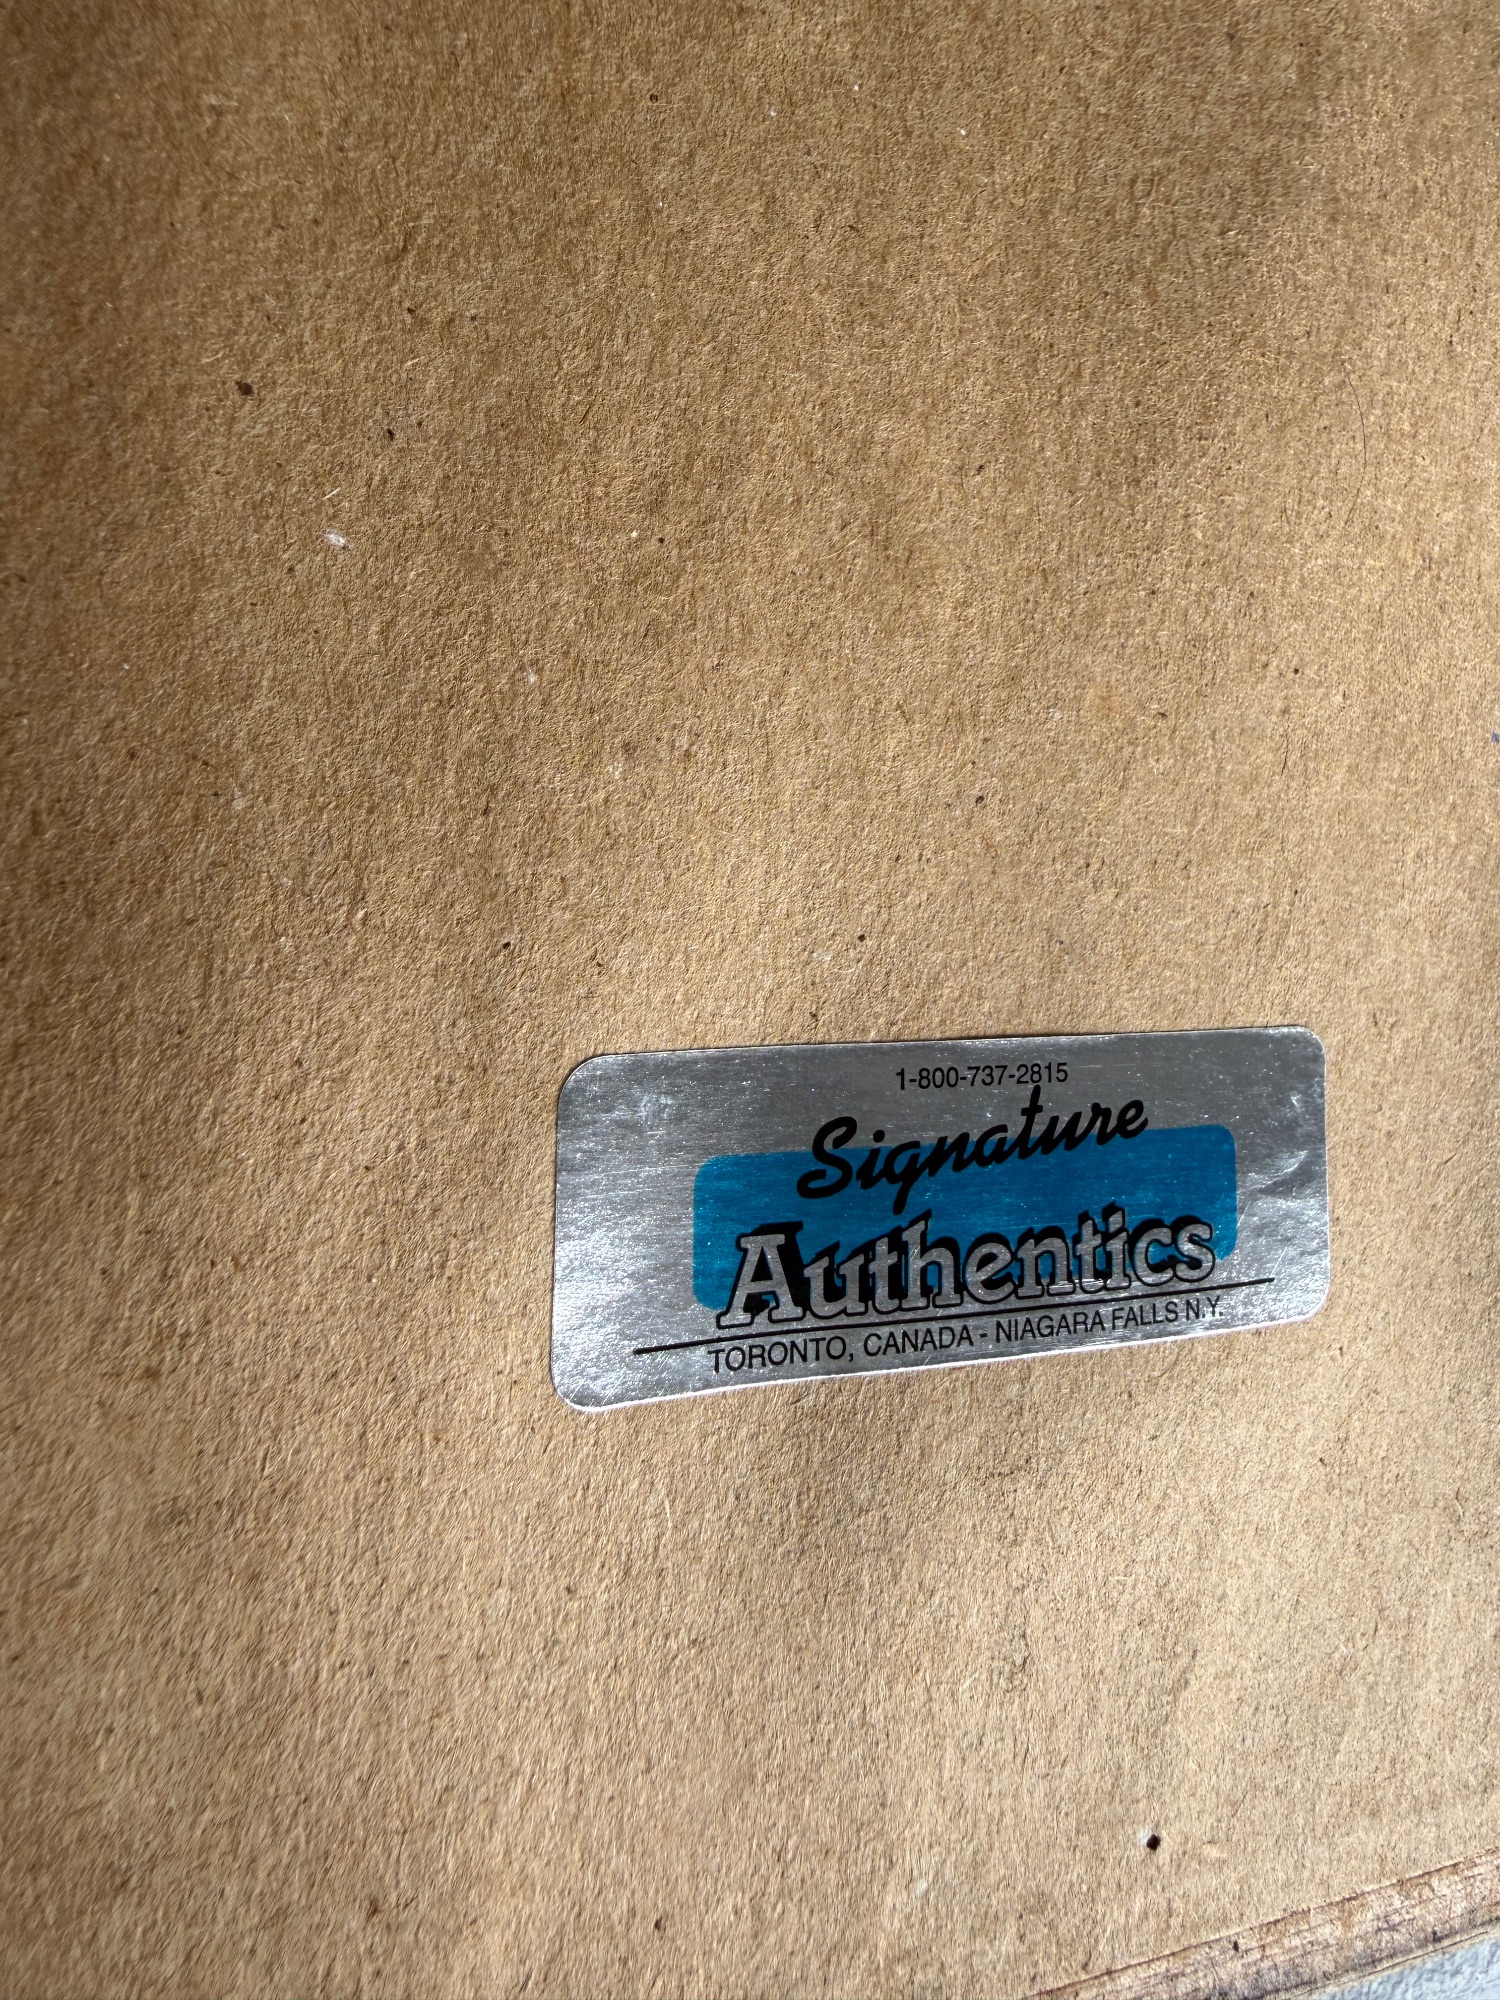 1-800-737-2815
Signature
Authentics
TORONTO, CANADA - NIAGARA FALLS N.Y.